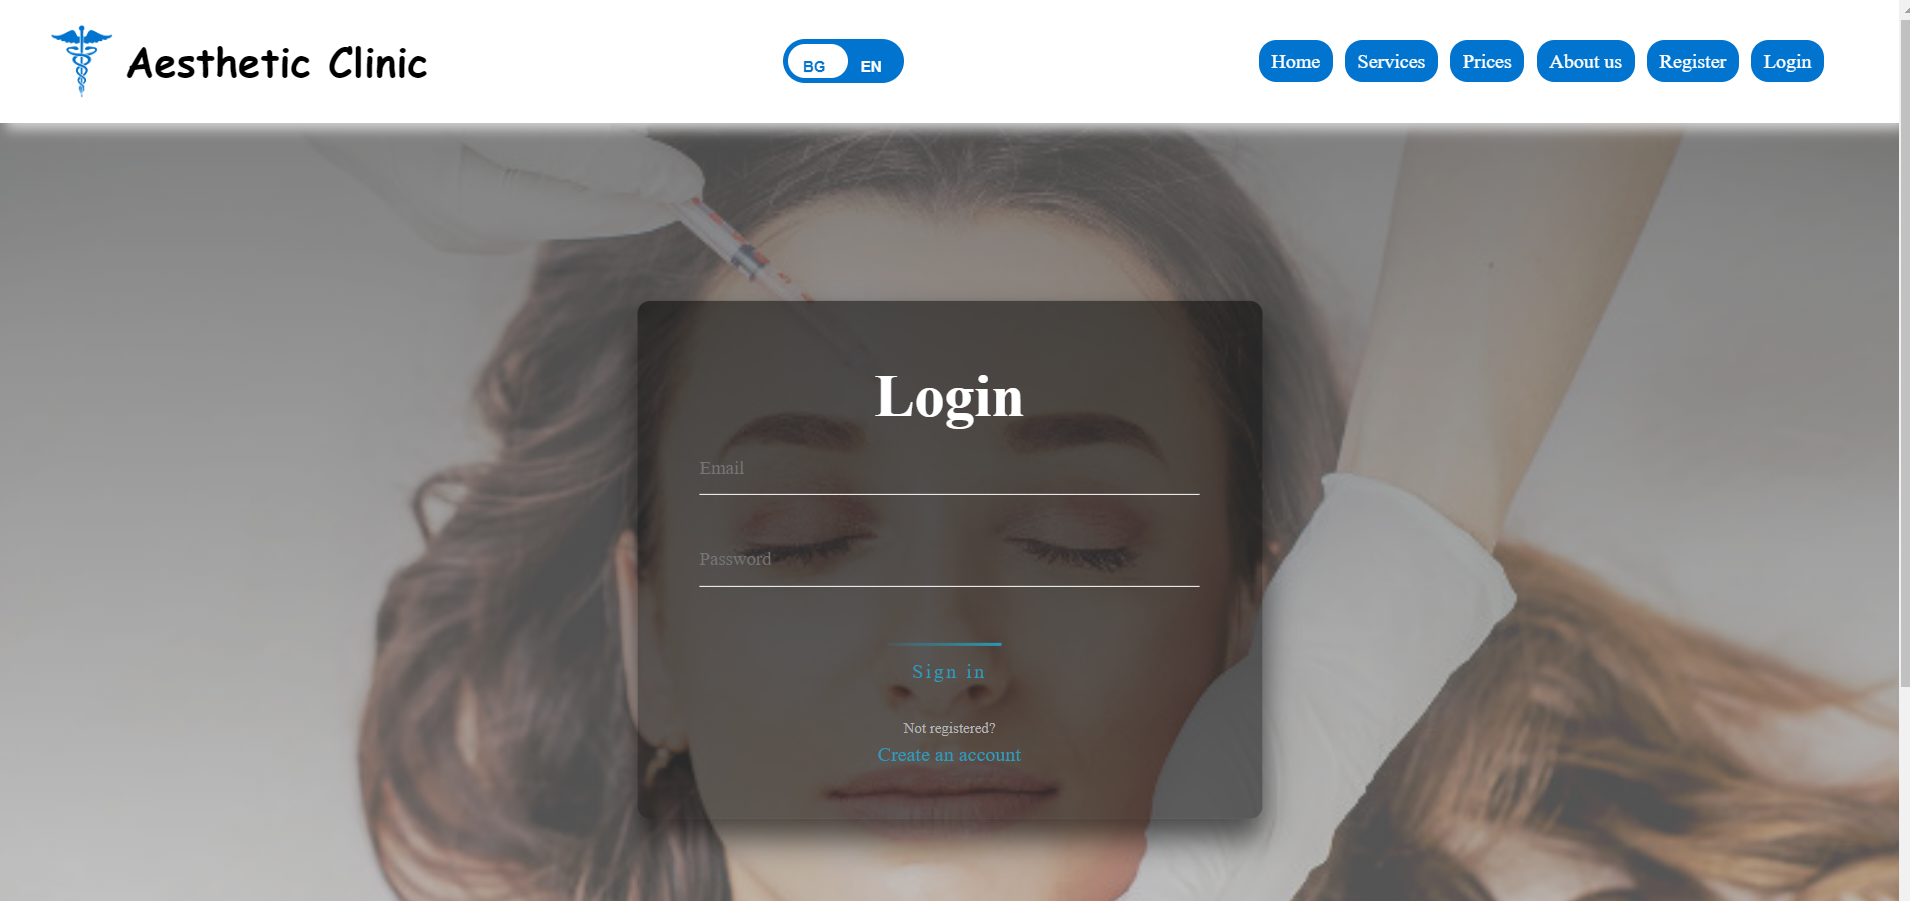 Aesthetic Clinic
BG EN
Home Services Prices About us Register Login
Login
Email
Password
Sign in
Not registered?
Create an account